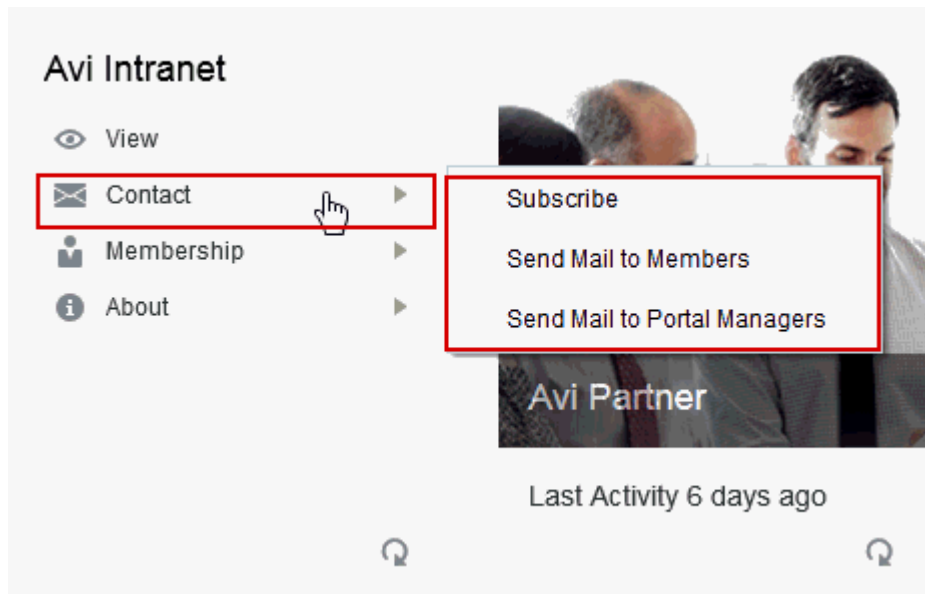 Avi Intranet
View
Contact
Membership
About
Subscribe
Send Mail to Members
Send Mail to Portal Managers
Avi Partner
Last Activity 6 days ago